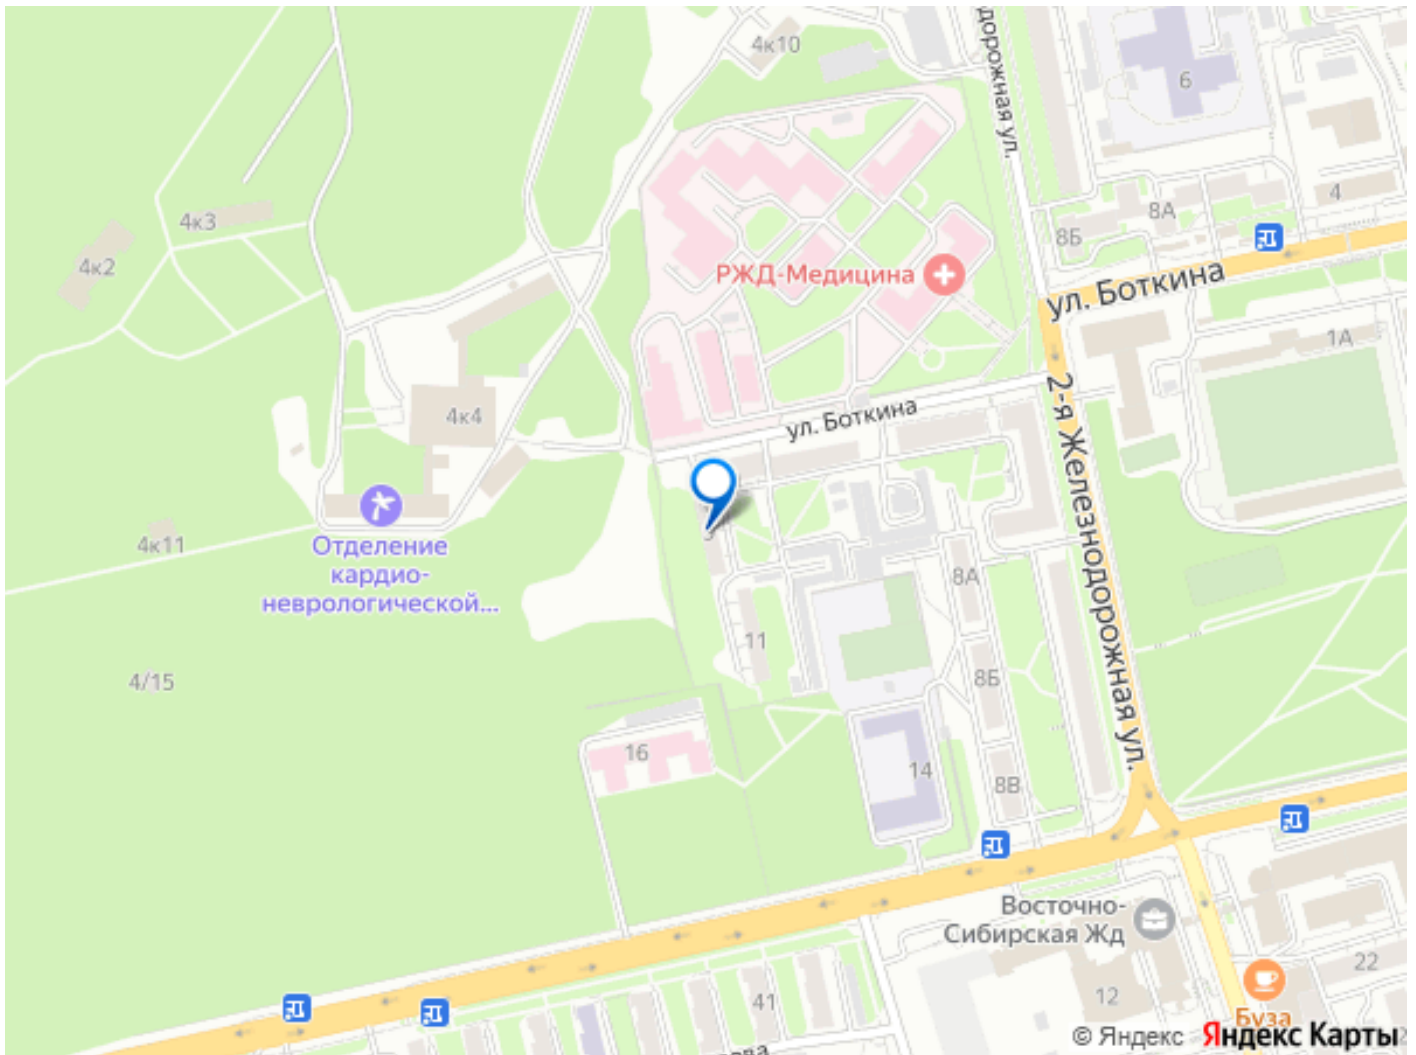 дорожная ул.
4к10
6
4к3
8А
4
4к2
8Б
РЖД-Медицина
ул. Боткина
1А
4к4
ул. Боткина
2-я Железнодорожная ул.
4к11
Отделение
кардио-
неврологической...
8А
11
8Б
4/15
16
14
8В
Восточно-
Сибирская Жд
41
12
22
Буза
© Яндекс Яндекс Карты